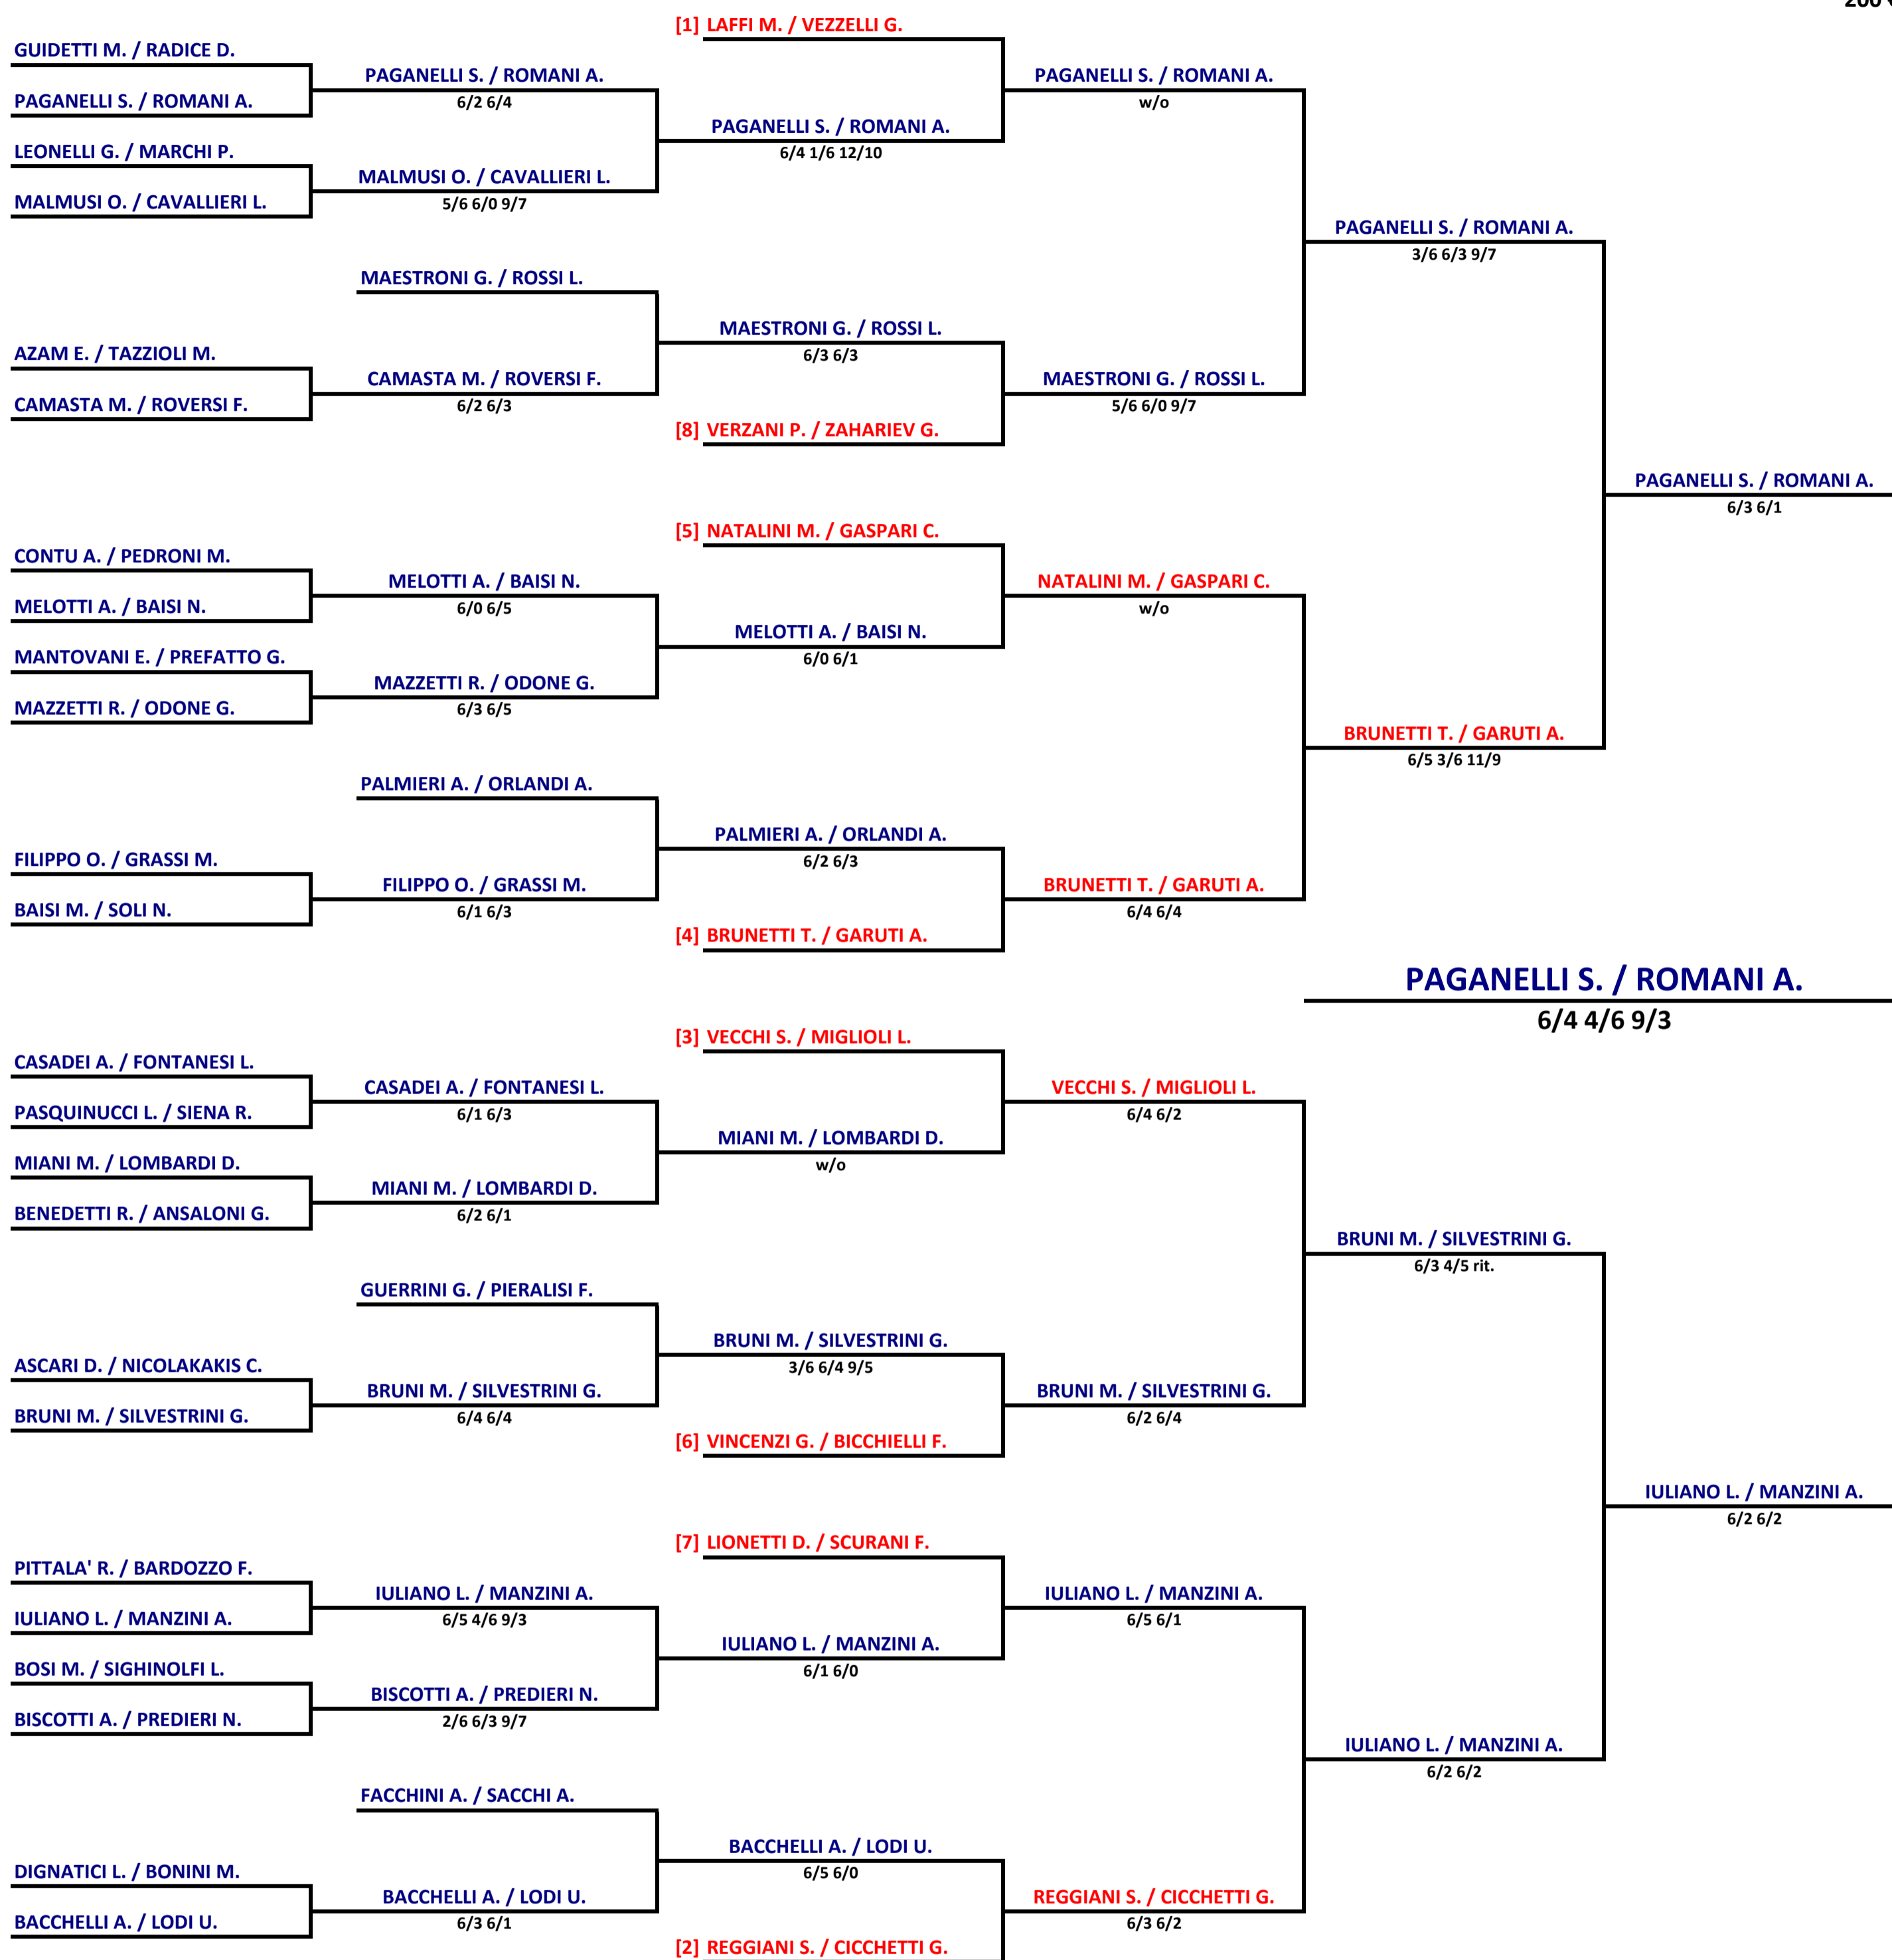 [1] LAFFI M. / VEZZELLI G.
GUIDETTI M. / RADICE D.
PAGANELLI S. / ROMANI A.
PAGANELLI S. / ROMANI A.
PAGANELLI S. / ROMANI A.
6/2 6/4
w/o
PAGANELLI S. / ROMANI A.
6/4 1/6 12/10
LEONELLI G. / MARCHI P.
MALMUSI O. / CAVALLIERI L.
MALMUSI O. / CAVALLIERI L.
5/6 6/0 9/7
PAGANELLI S. / ROMANI A.
3/6 6/3 9/7
MAESTRONI G. / ROSSI L.
MAESTRONI G. / ROSSI L.
6/3 6/3
AZAM E. / TAZZIOLI M.
CAMASTA M. / ROVERSI F.
MAESTRONI G. / ROSSI L.
CAMASTA M. / ROVERSI F.
6/2 6/3
5/6 6/0 9/7
[8] VERZANI P. / ZAHARIEV G.
PAGANELLI S. / ROMANI A.
6/3 6/1
[5] NATALINI M. / GASPARI C.
CONTU A. / PEDRONI M.
MELOTTI A. / BAISI N.
NATALINI M. / GASPARI C.
MELOTTI A. / BAISI N.
6/0 6/5
w/o
MELOTTI A. / BAISI N.
6/0 6/1
MANTOVANI E. / PREFATTO G.
MAZZETTI R. / ODONE G.
MAZZETTI R. / ODONE G.
6/3 6/5
BRUNETTI T. / GARUTI A.
6/5 3/6 11/9
PALMIERI A. / ORLANDI A.
PALMIERI A. / ORLANDI A.
6/2 6/3
FILIPPO O. / GRASSI M.
FILIPPO O. / GRASSI M.
BRUNETTI T. / GARUTI A.
BAISI M. / SOLI N.
6/1 6/3
6/4 6/4
[4] BRUNETTI T. / GARUTI A.
PAGANELLI S. / ROMANI A.
6/4 4/6 9/3
[3] VECCHI S. / MIGLIOLI L.
CASADEI A. / FONTANESI L.
CASADEI A. / FONTANESI L.
VECCHI S. / MIGLIOLI L.
PASQUINUCCI L. / SIENA R.
6/1 6/3
6/4 6/2
MIANI M. / LOMBARDI D.
w/o
MIANI M. / LOMBARDI D.
MIANI M. / LOMBARDI D.
BENEDETTI R. / ANSALONI G.
6/2 6/1
BRUNI M. / SILVESTRINI G.
6/3 4/5 rit.
GUERRINI G. / PIERALISI F.
BRUNI M. / SILVESTRINI G.
3/6 6/4 9/5
ASCARI D. / NICOLAKAKIS C.
BRUNI M. / SILVESTRINI G.
BRUNI M. / SILVESTRINI G.
BRUNI M. / SILVESTRINI G.
6/4 6/4
6/2 6/4
[6] VINCENZI G. / BICCHIELLI F.
IULIANO L. / MANZINI A.
6/2 6/2
[7] LIONETTI D. / SCURANI F.
PITTALA' R. / BARDOZZO F.
IULIANO L. / MANZINI A.
IULIANO L. / MANZINI A.
IULIANO L. / MANZINI A.
6/5 4/6 9/3
6/5 6/1
IULIANO L. / MANZINI A.
6/1 6/0
BOSI M. / SIGHINOLFI L.
BISCOTTI A. / PREDIERI N.
BISCOTTI A. / PREDIERI N.
2/6 6/3 9/7
IULIANO L. / MANZINI A.
6/2 6/2
FACCHINI A. / SACCHI A.
BACCHELLI A. / LODI U.
6/5 6/0
DIGNATICI L. / BONINI M.
BACCHELLI A. / LODI U.
REGGIANI S. / CICCHETTI G.
BACCHELLI A. / LODI U.
6/3 6/1
6/3 6/2
[2] REGGIANI S. / CICCHETTI G.